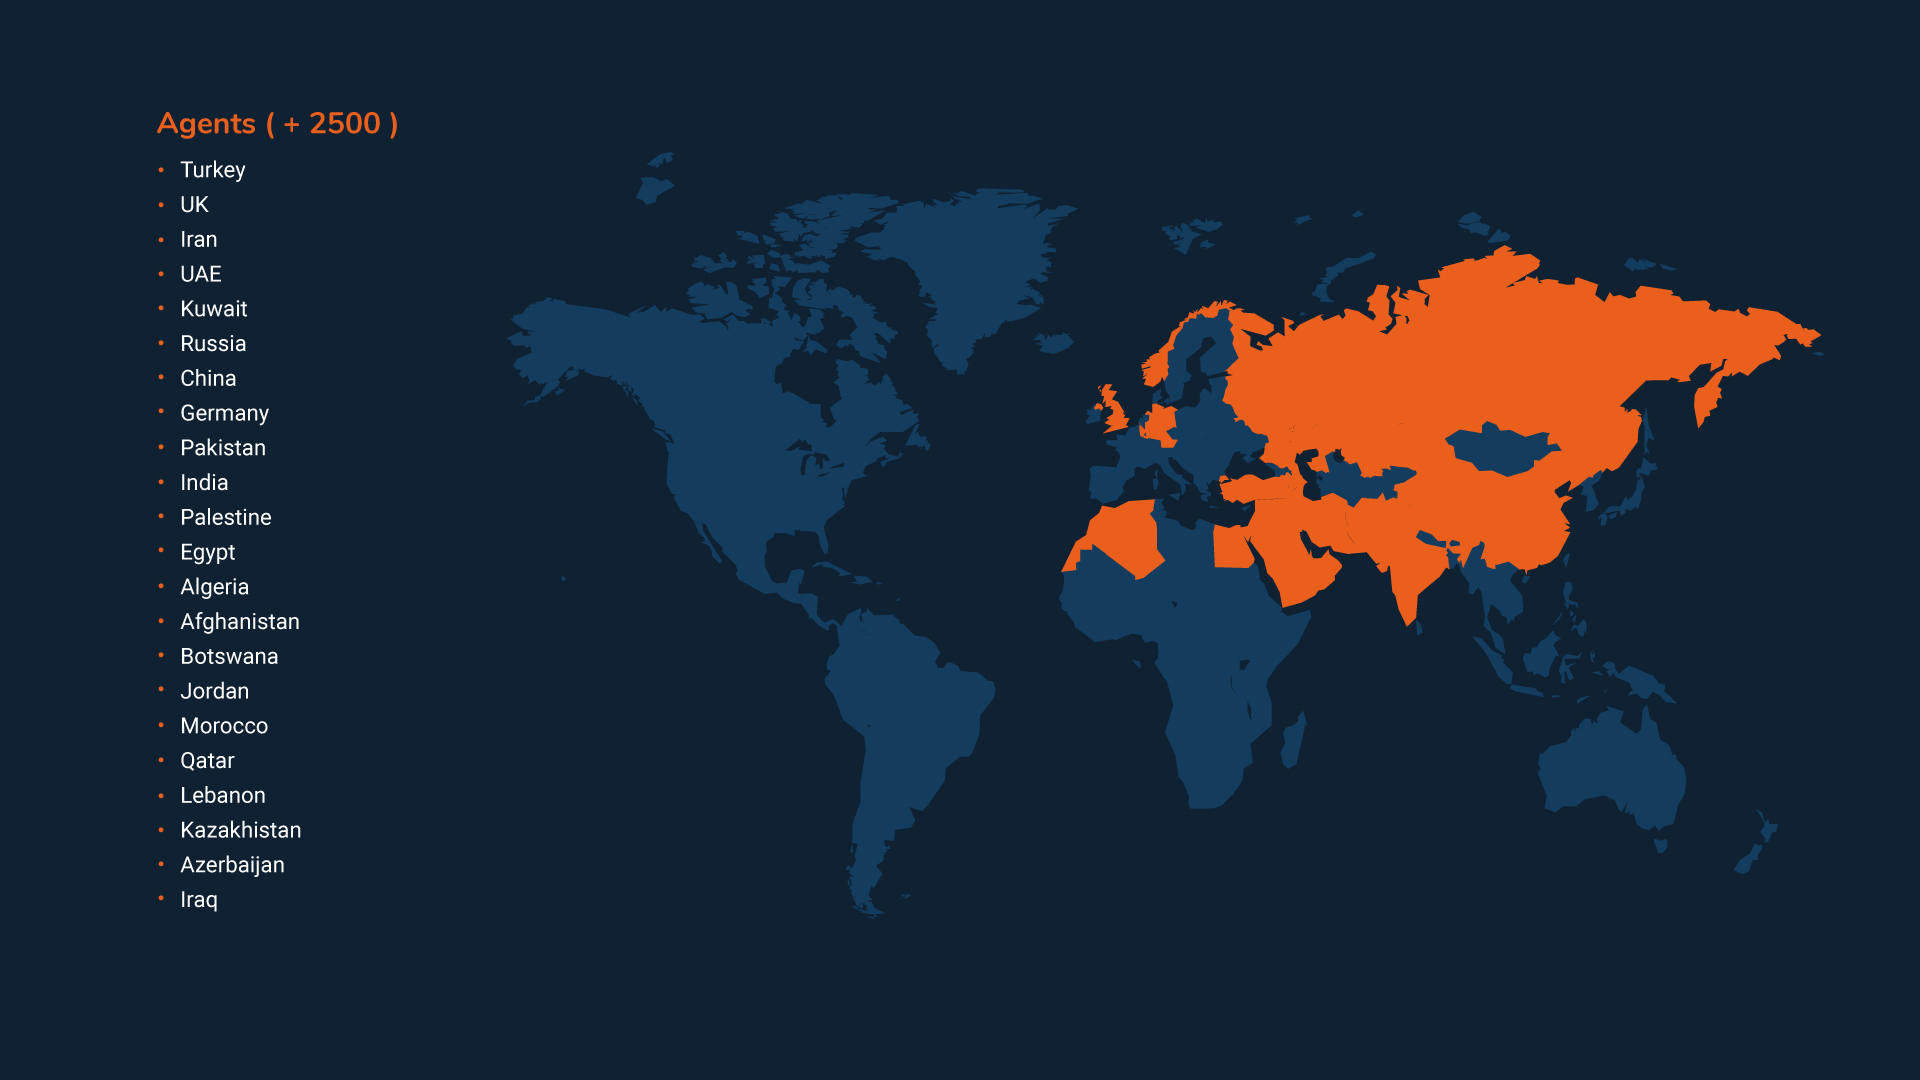 Agents ( + 2500 )
• Turkey
• UK
• Iran
• UAE
• Kuwait
• Russia
• China
• Germany
• Pakistan
• India
• Palestine
• Egypt
• Algeria
• Afghanistan
• Botswana
• Jordan
• Morocco
• Qatar
• Lebanon
• Kazakhistan
• Azerbaijan
• Iraq